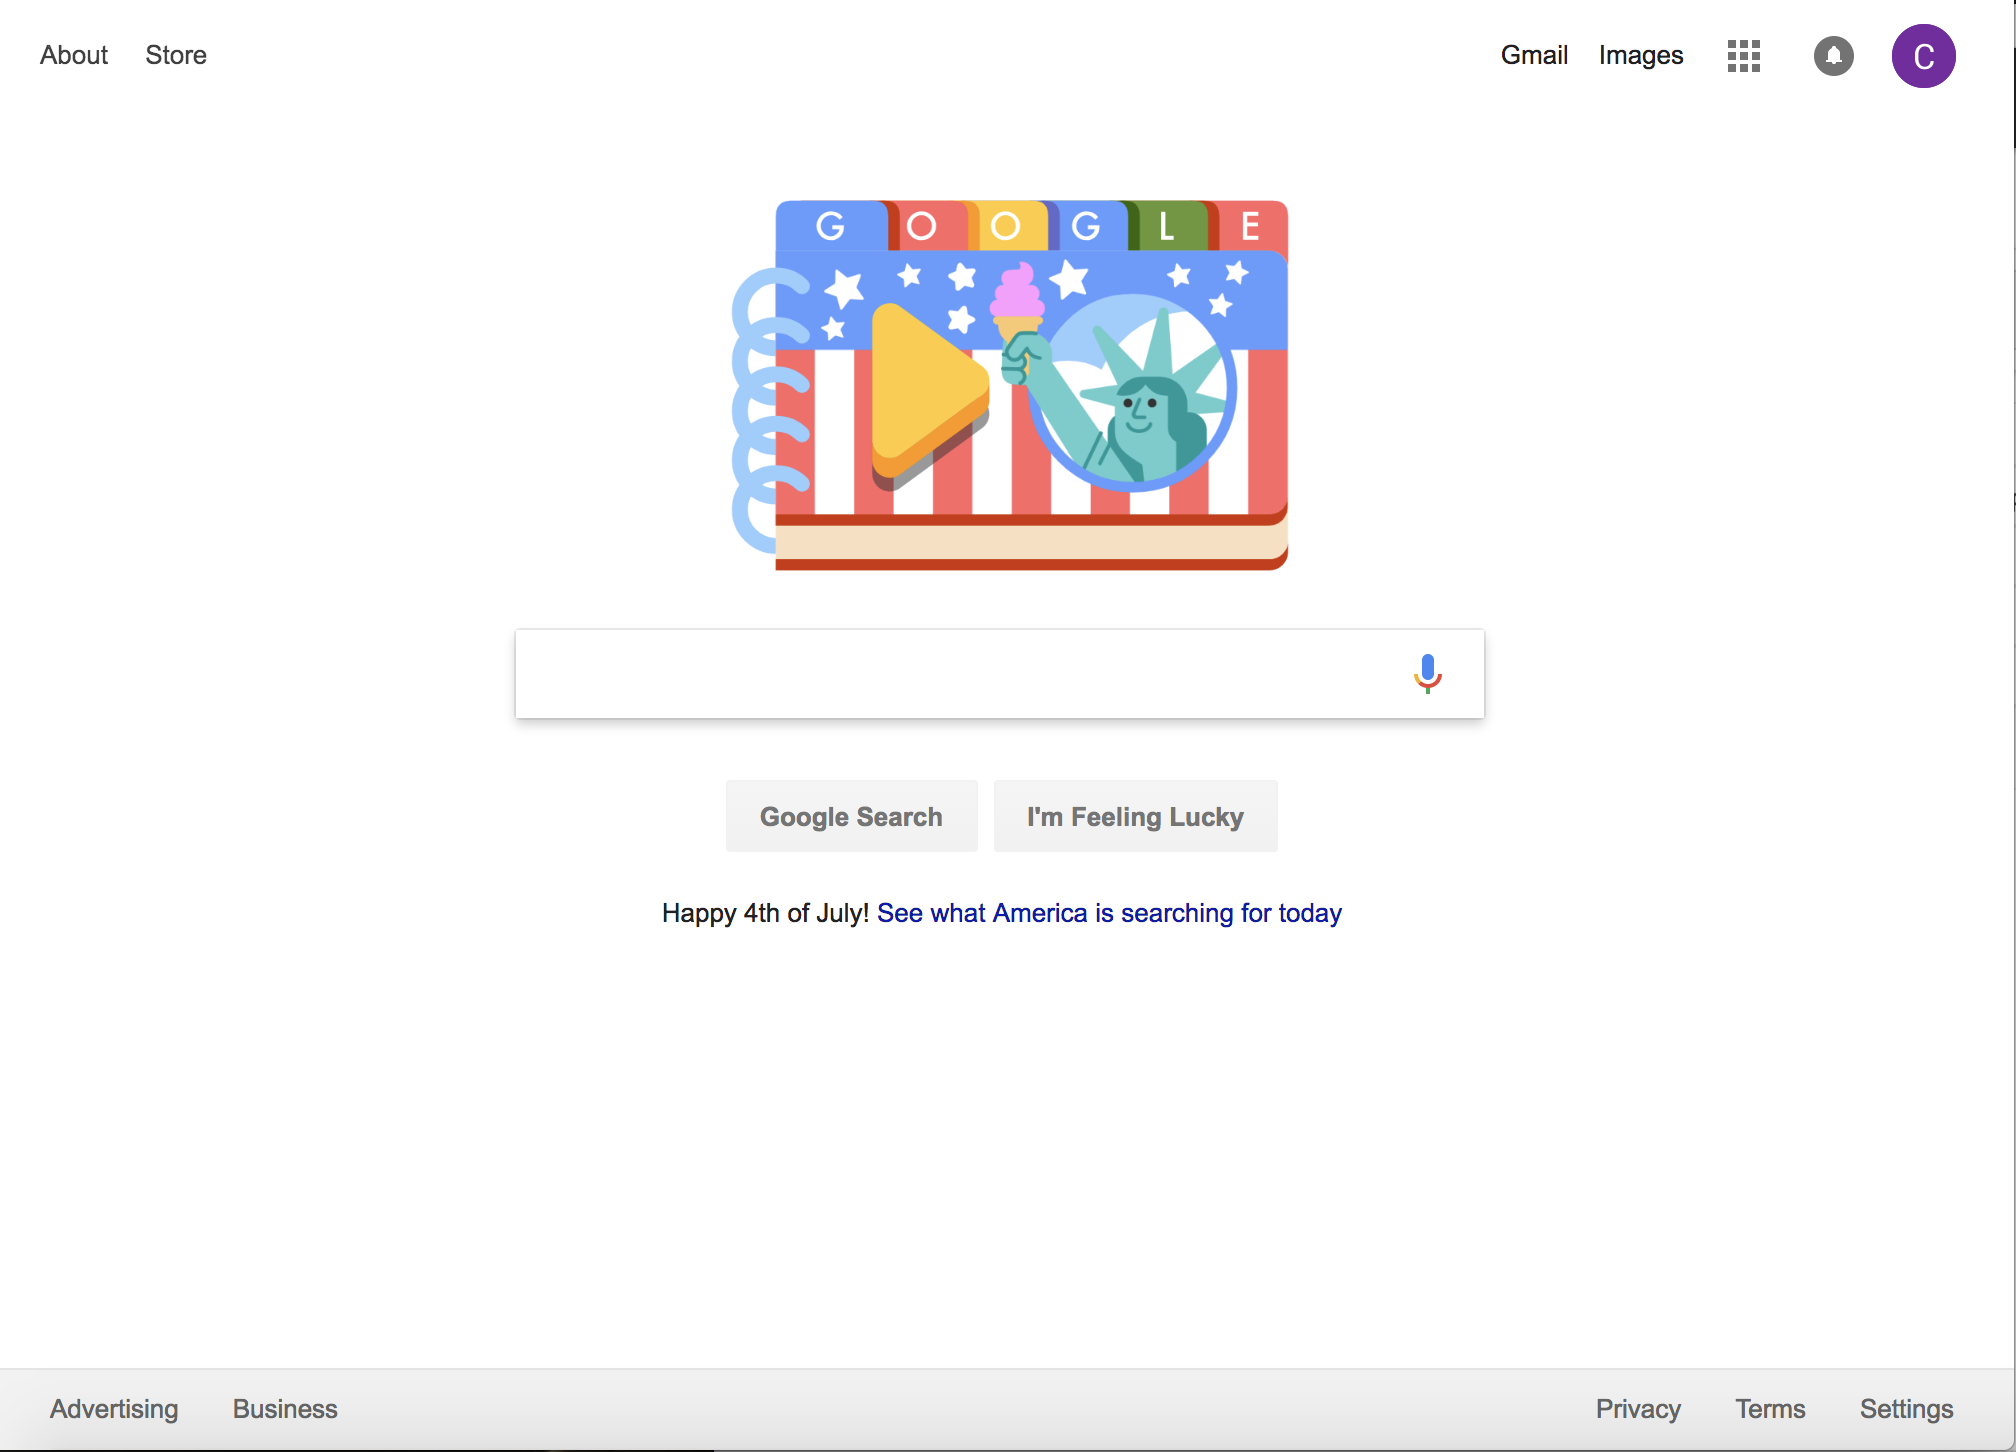 About Store Gmail Images C
GOOGLE
Google Search I'm Feeling Lucky
Happy 4th of July! See what America is searching for today
Advertising Business Privacy Terms Settings